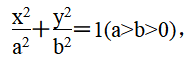 x²/a² + y²/b² = 1(a>b>0),